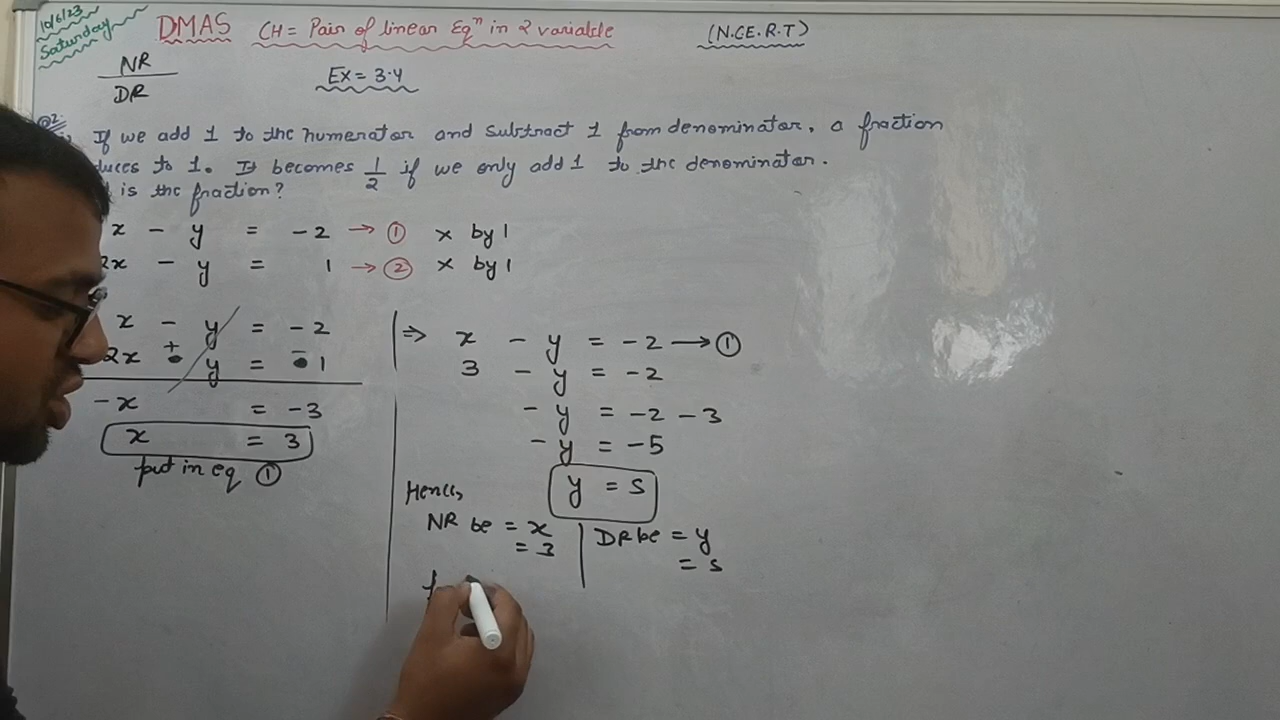 10/6/23
Saturday
DMAS CH = Pair of linear Eqⁿ in 2 variable (N.C.E.R.T)
NR
DR
Ex = 3.4
Q2.
If we add 1 to the numerator and subtract 1 from denominator, a fraction
duces to 1. It becomes 1/2 if we only add 1 to the denominator.
is the fraction?
x - y = -2 → ① × by 1
2x - y = 1 → ② × by 1
x - y = -2
2x + y = - 1
-x = -3
x = 3
put in eq ①
⇒ x - y = -2 → ①
3 - y = -2
- y = -2 - 3
- y = -5
y = 5
Hence,
NR be = x
= 3
DR be = y
= 5
f